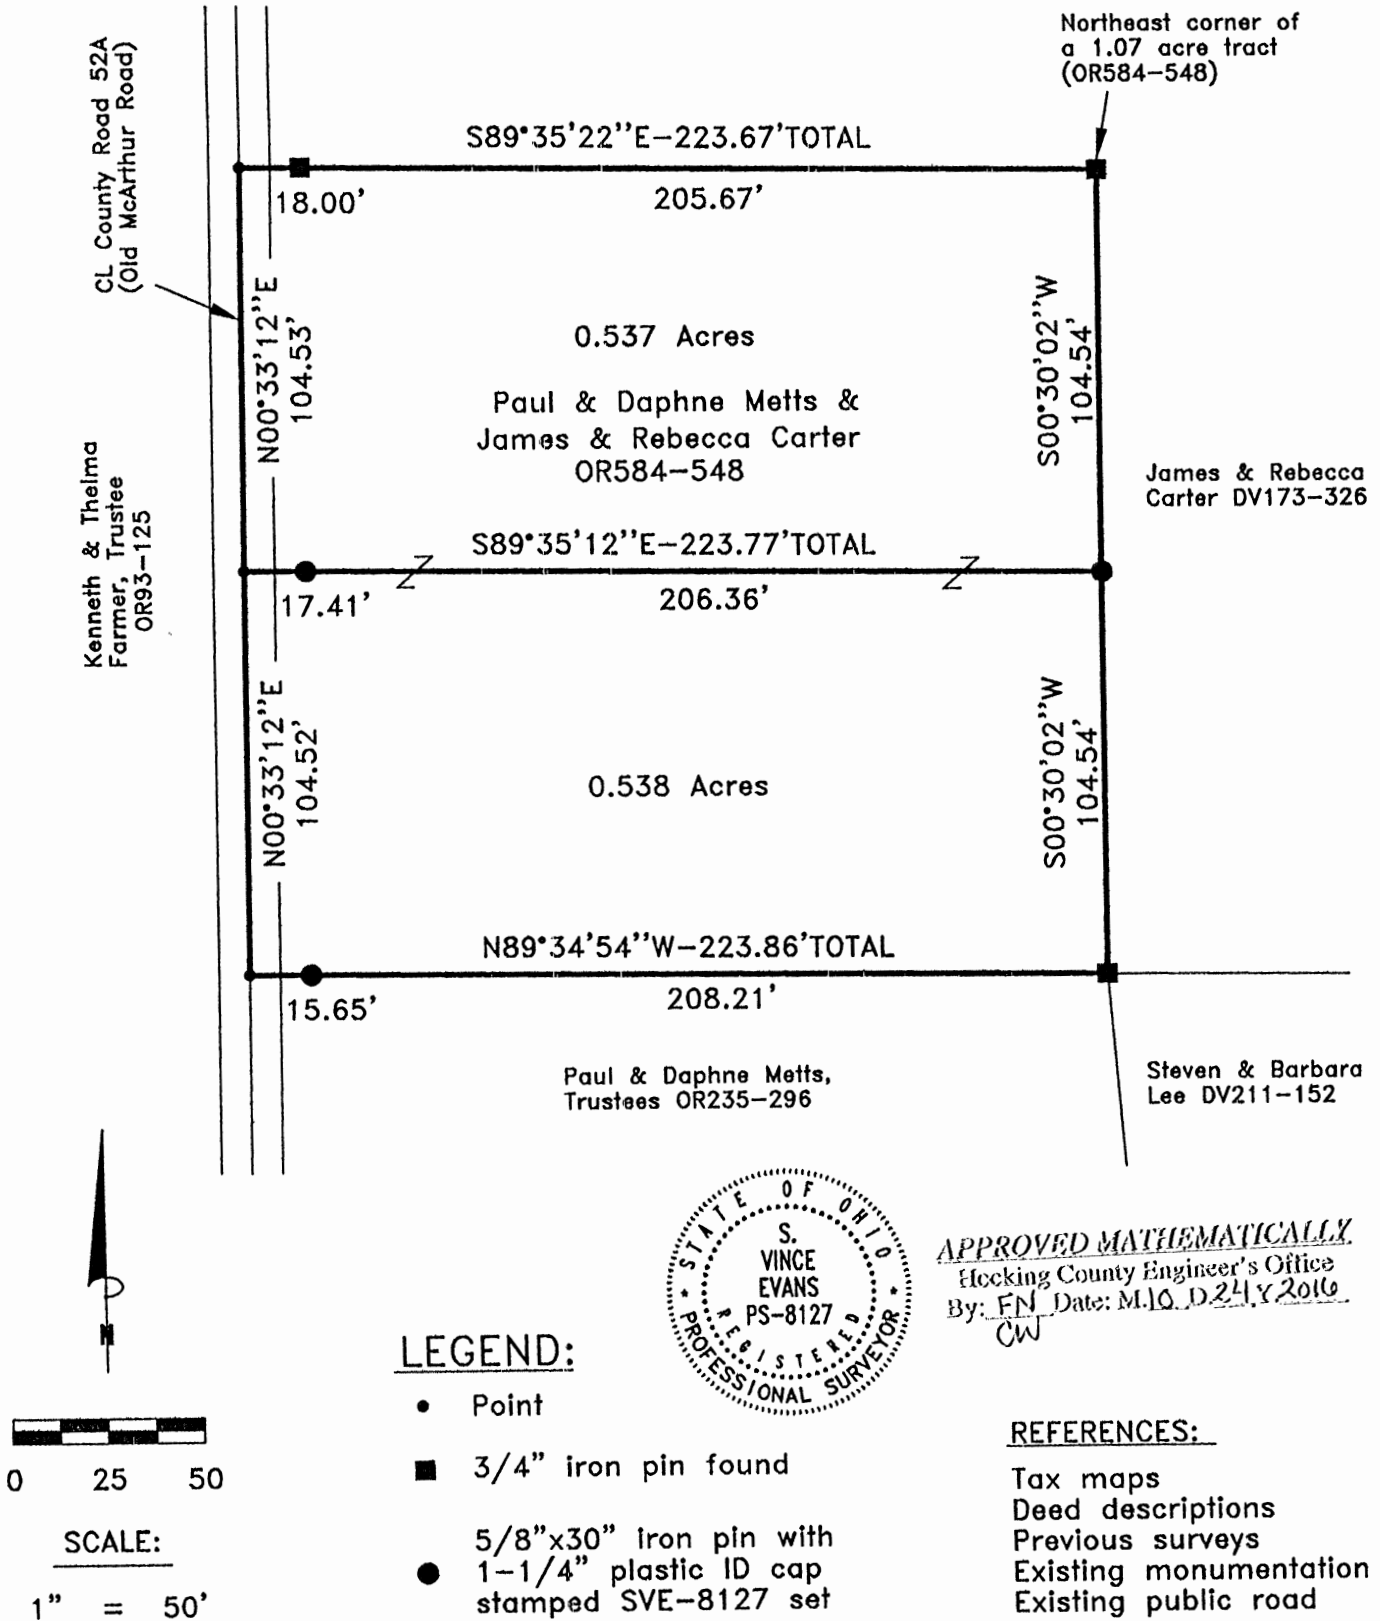 Northeast corner of
a 1.07 acre tract
(OR584-548)
CL County Road 52A
(Old McArthur Road)
S89°35'22"E-223.67'TOTAL
18.00'
205.67'
N00°33'12"E
104.53'
0.537 Acres
Paul & Daphne Metts &
James & Rebecca Carter
OR584-548
S00°30'02"W
104.54'
James & Rebecca
Carter DV173-326
Kenneth & Thelma
Farmer, Trustee
OR93-125
S89°35'12"E-223.77'TOTAL
17.41'
206.36'
N00°33'12"E
104.52'
0.538 Acres
S00°30'02"W
104.54'
N89°34'54"W-223.86'TOTAL
15.65'
208.21'
Paul & Daphne Metts,
Trustees OR235-296
Steven & Barbara
Lee DV211-152
STATE OF OHIO
S.
VINCE
EVANS
PS-8127
REGISTERED
* PROFESSIONAL SURVEYOR *
APPROVED MATHEMATICALLY
Hocking County Engineer's Office
By: FN Date: M.10 D.24 Y2016
CW
N
0 25 50
SCALE:
1" = 50'
LEGEND:
Point
3/4" iron pin found
5/8"x30" iron pin with
1-1/4" plastic ID cap
stamped SVE-8127 set
REFERENCES:
Tax maps
Deed descriptions
Previous surveys
Existing monumentation
Existing public road